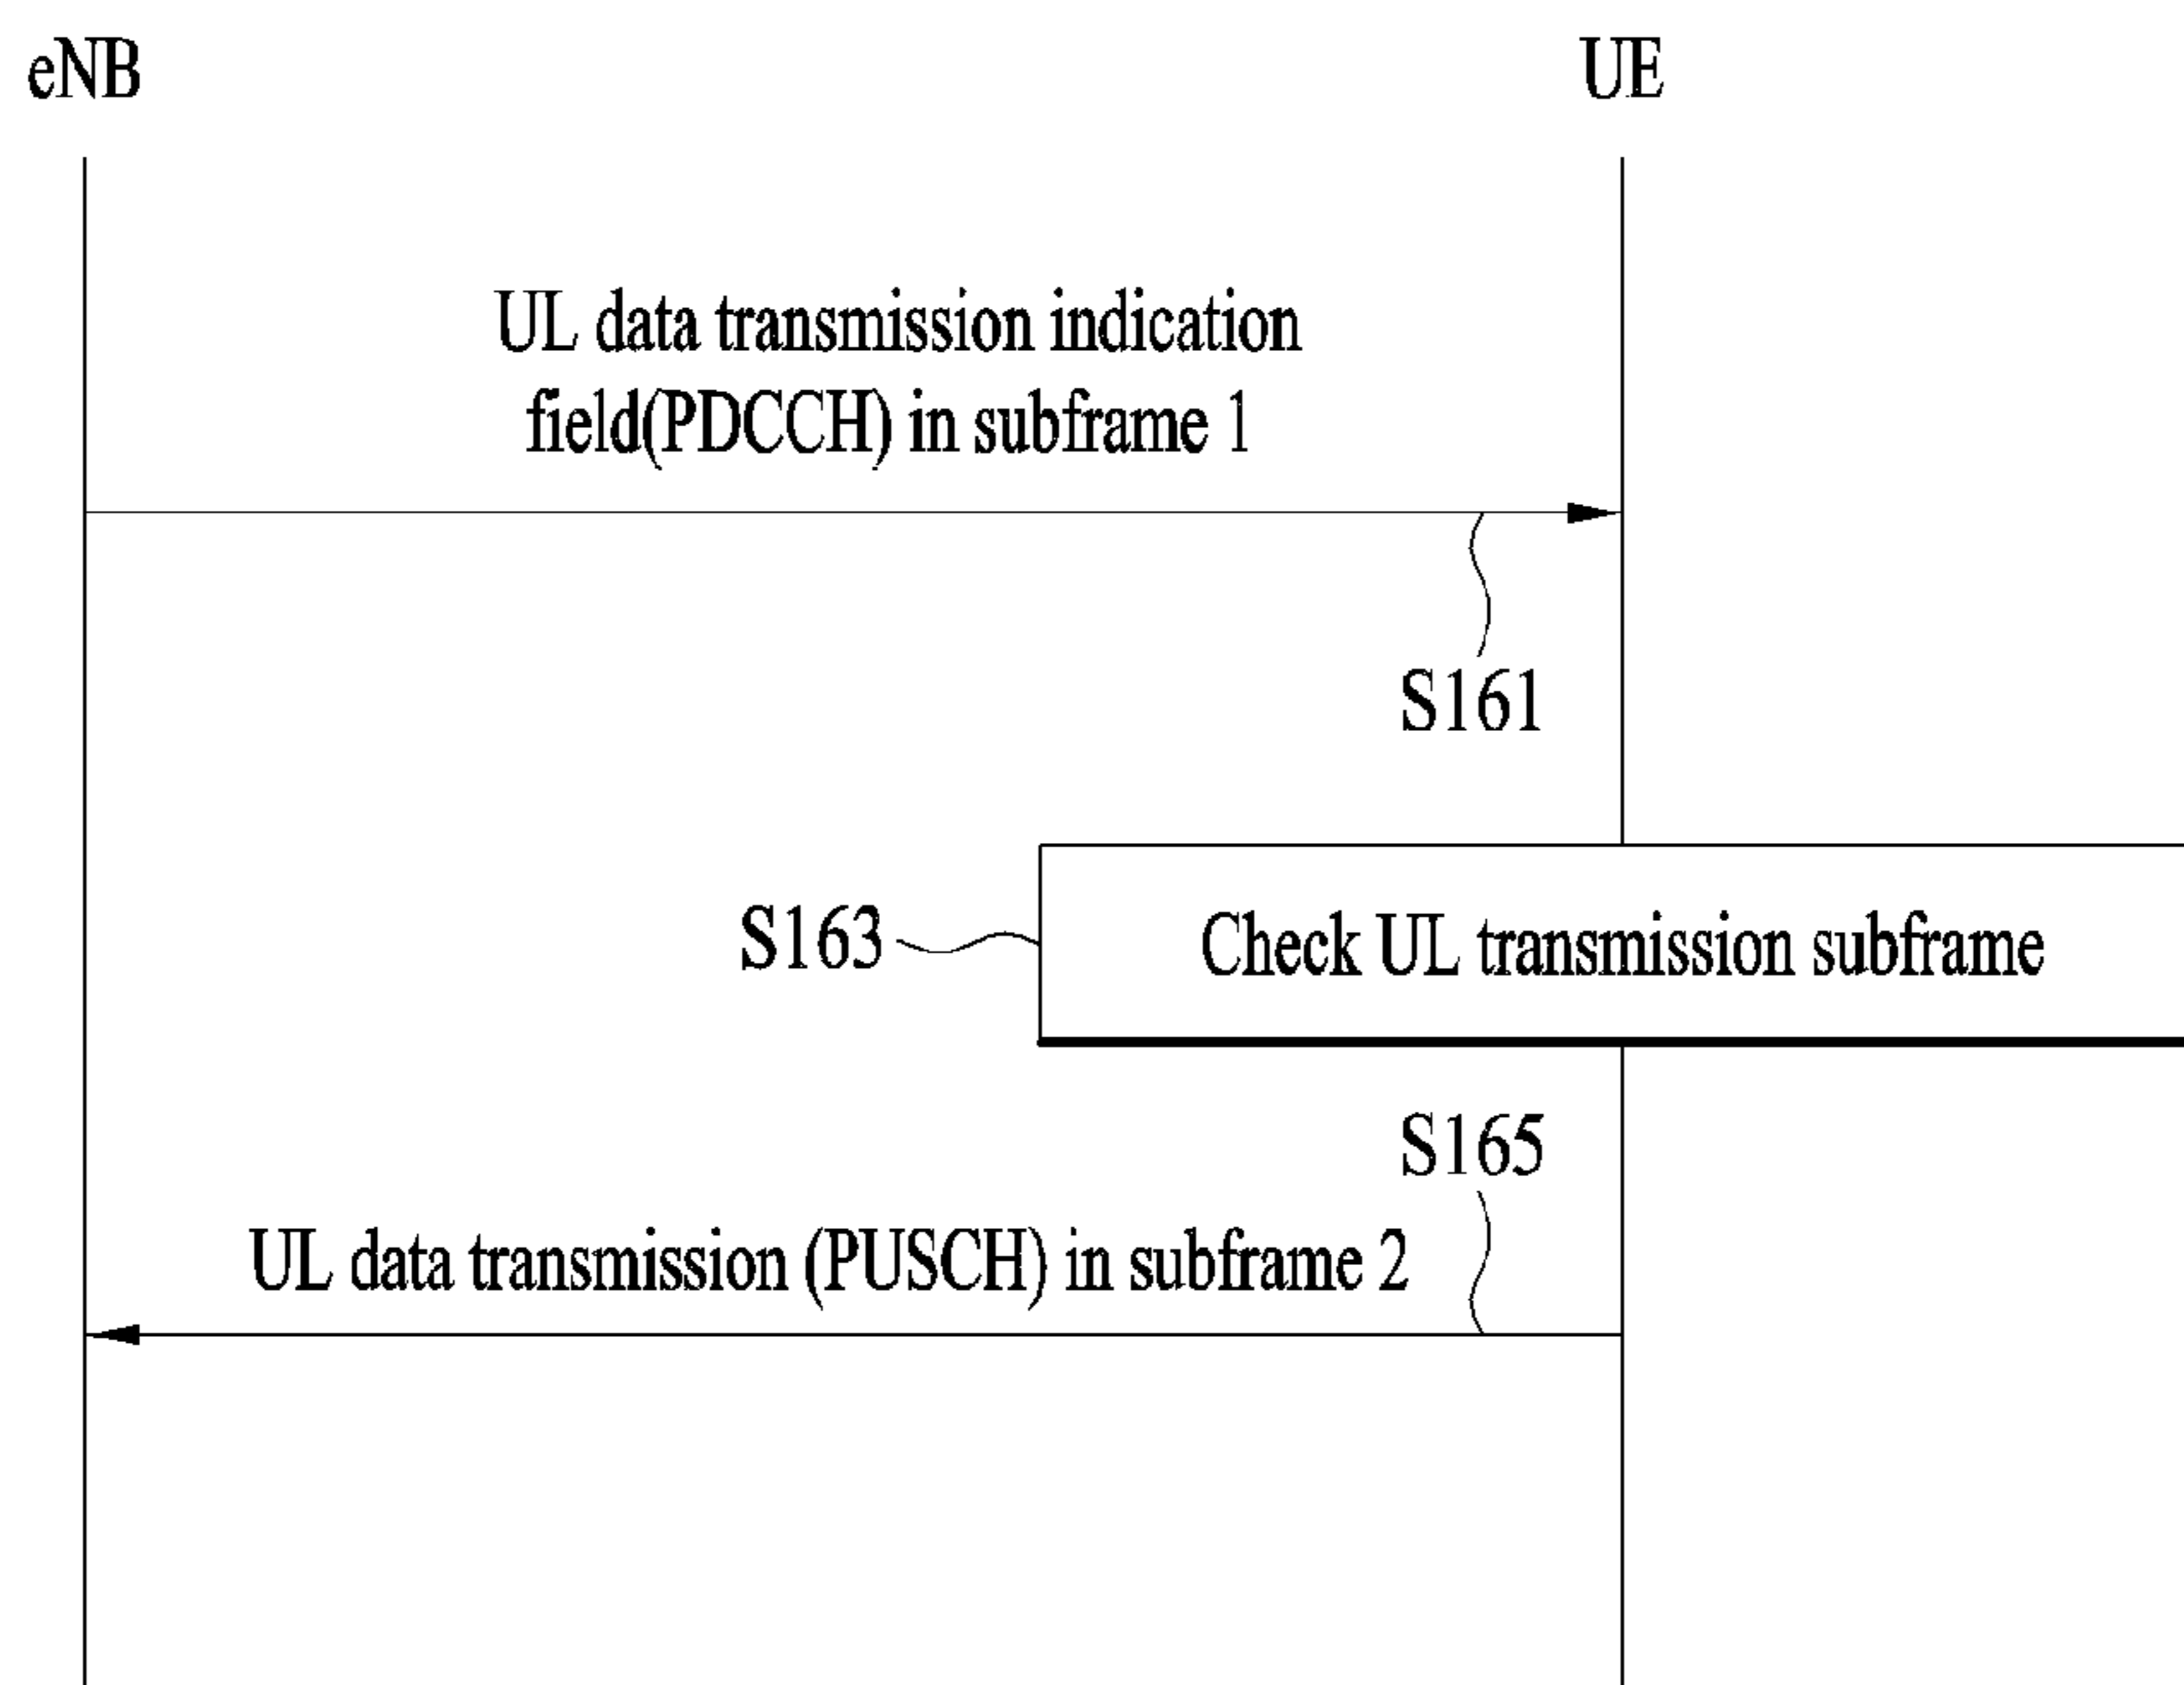 eNB
UE
UL data transmission indication
field(PDCCH) in subframe 1
S161
S163
Check UL transmission subframe
S165
UL data transmission (PUSCH) in subframe 2